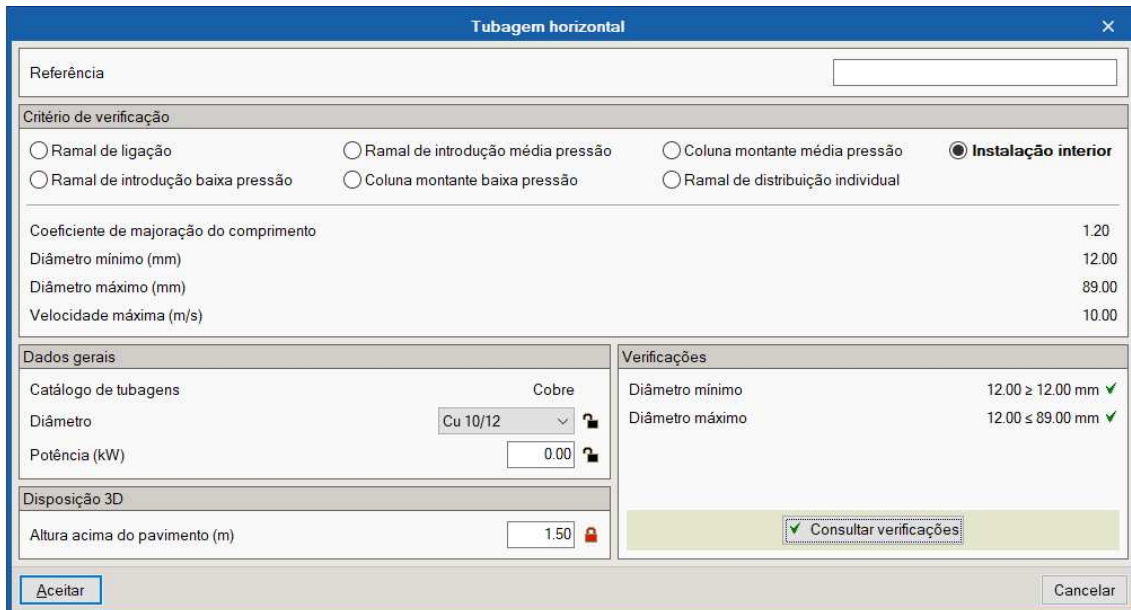 Tubagem horizontal
Referência
Critério de verificação
Ramal de ligação Ramal de introdução média pressão Coluna montante média pressão Instalação interior
Ramal de introdução baixa pressão Coluna montante baixa pressão Ramal de distribuição individual
Coeficiente de majoração do comprimento 1.20
Diâmetro mínimo (mm) 12.00
Diâmetro máximo (mm) 89.00
Velocidade máxima (m/s) 10.00
Dados gerais
Catálogo de tubagens Cobre
Diâmetro Cu 10/12
Potência (kW) 0.00
Disposição 3D
Altura acima do pavimento (m) 1.50
Verificações
Diâmetro mínimo 12.00 ≥ 12.00 mm
Diâmetro máximo 12.00 ≤ 89.00 mm
Consultar verificações
Aceitar Cancelar